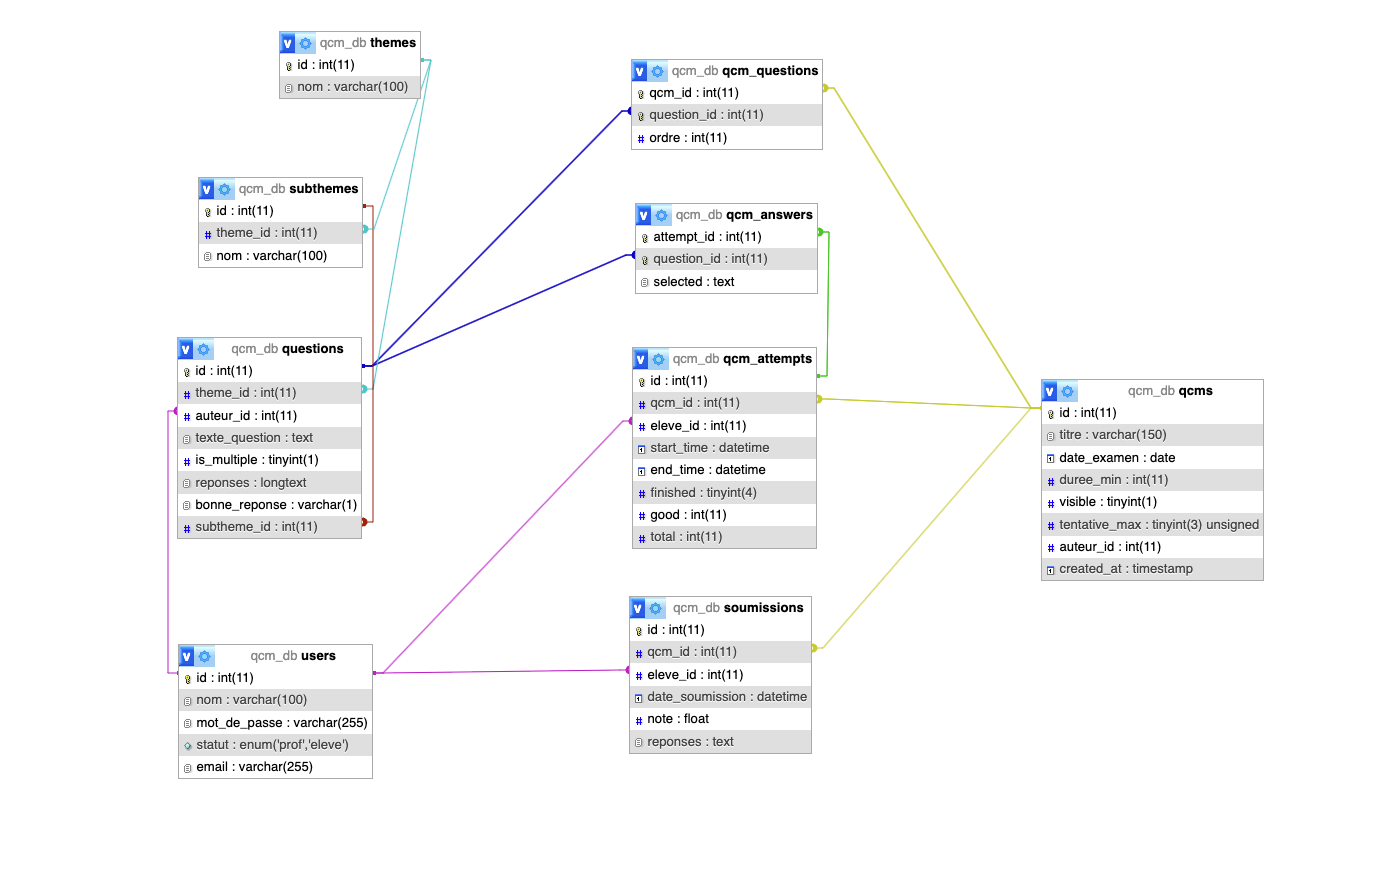 qcm_db themes
id : int(11)
nom : varchar(100)
qcm_db subthemes
id : int(11)
theme_id : int(11)
nom : varchar(100)
qcm_db questions
id : int(11)
theme_id : int(11)
auteur_id : int(11)
texte_question : text
is_multiple : tinyint(1)
reponses : longtext
bonne_reponse : varchar(1)
subtheme_id : int(11)
qcm_db users
id : int(11)
nom : varchar(100)
mot_de_passe : varchar(255)
statut : enum('prof','eleve')
email : varchar(255)
qcm_db qcm_questions
qcm_id : int(11)
question_id : int(11)
ordre : int(11)
qcm_db qcm_answers
attempt_id : int(11)
question_id : int(11)
selected : text
qcm_db qcm_attempts
id : int(11)
qcm_id : int(11)
eleve_id : int(11)
start_time : datetime
end_time : datetime
finished : tinyint(4)
good : int(11)
total : int(11)
qcm_db soumissions
id : int(11)
qcm_id : int(11)
eleve_id : int(11)
date_soumission : datetime
note : float
reponses : text
qcm_db qcms
id : int(11)
titre : varchar(150)
date_examen : date
duree_min : int(11)
visible : tinyint(1)
tentative_max : tinyint(3) unsigned
auteur_id : int(11)
created_at : timestamp